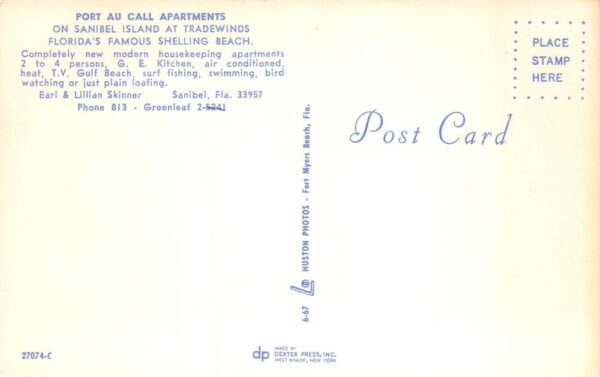 PORT AU CALL APARTMENTS
ON SANIBEL ISLAND AT TRADEWINDS
FLORIDA'S FAMOUS SHELLING BEACH.
Completely new modern housekeeping apartments
2 to 4 persons, G. E. Kitchen, air conditioned,
heat, T.V. Gulf Beach, surf fishing, swimming, bird
watching or just plain loafing.
Earl & Lillian Skinner Sanibel, Fla. 33957
Phone 813 - Greenleaf 2-5241
PLACE
STAMP
HERE
Post Card
6-67 HUSTON PHOTOS - Fort Myers Beach, Fla.
27074-C
dp
MADE BY
DEXTER PRESS, INC.
WEST NYACK, NEW YORK